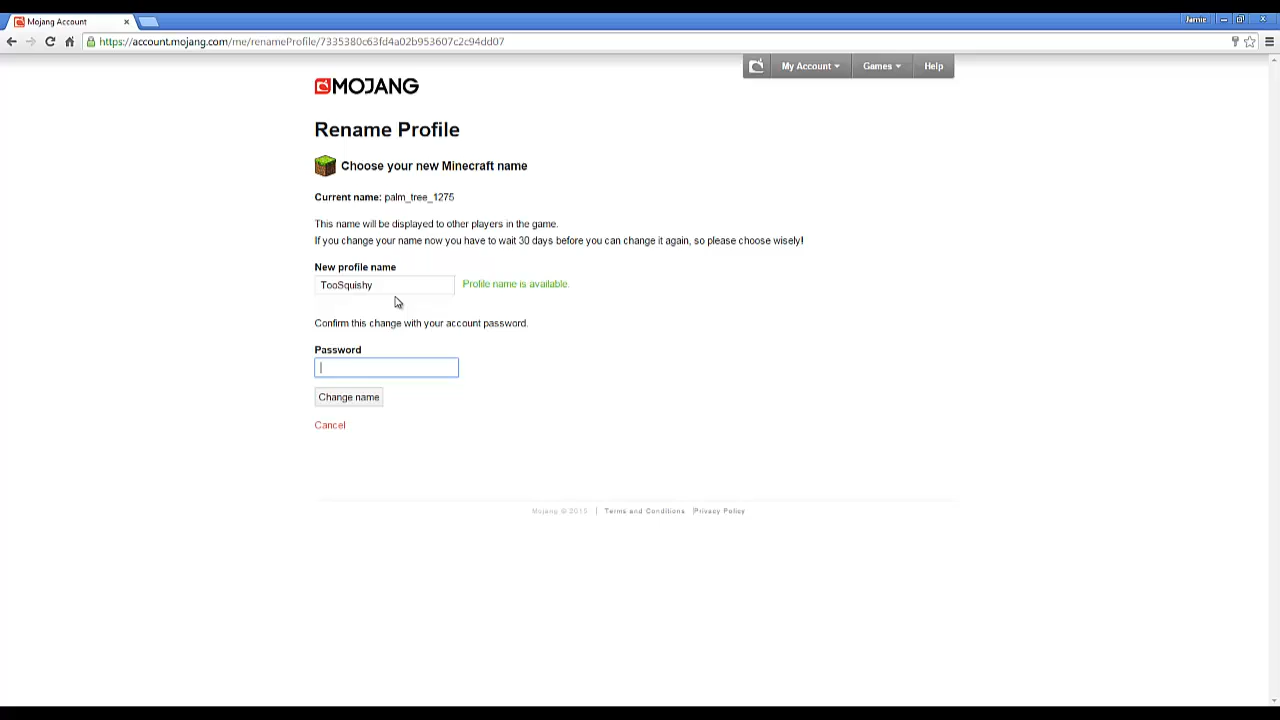 Mojang Account
Jamie
https://account.mojang.com/me/renameProfile/7335380c63fd4a02b953607c2c94dd07
My Account
Games
Help
MOJANG
Rename Profile
Choose your new Minecraft name
Current name: palm_tree_1275
This name will be displayed to other players in the game.
If you change your name now you have to wait 30 days before you can change it again, so please choose wisely!
New profile name
TooSquishy
Profile name is available.
Confirm this change with your account password.
Password
Change name
Cancel
Mojang © 2015 | Terms and Conditions | Privacy Policy